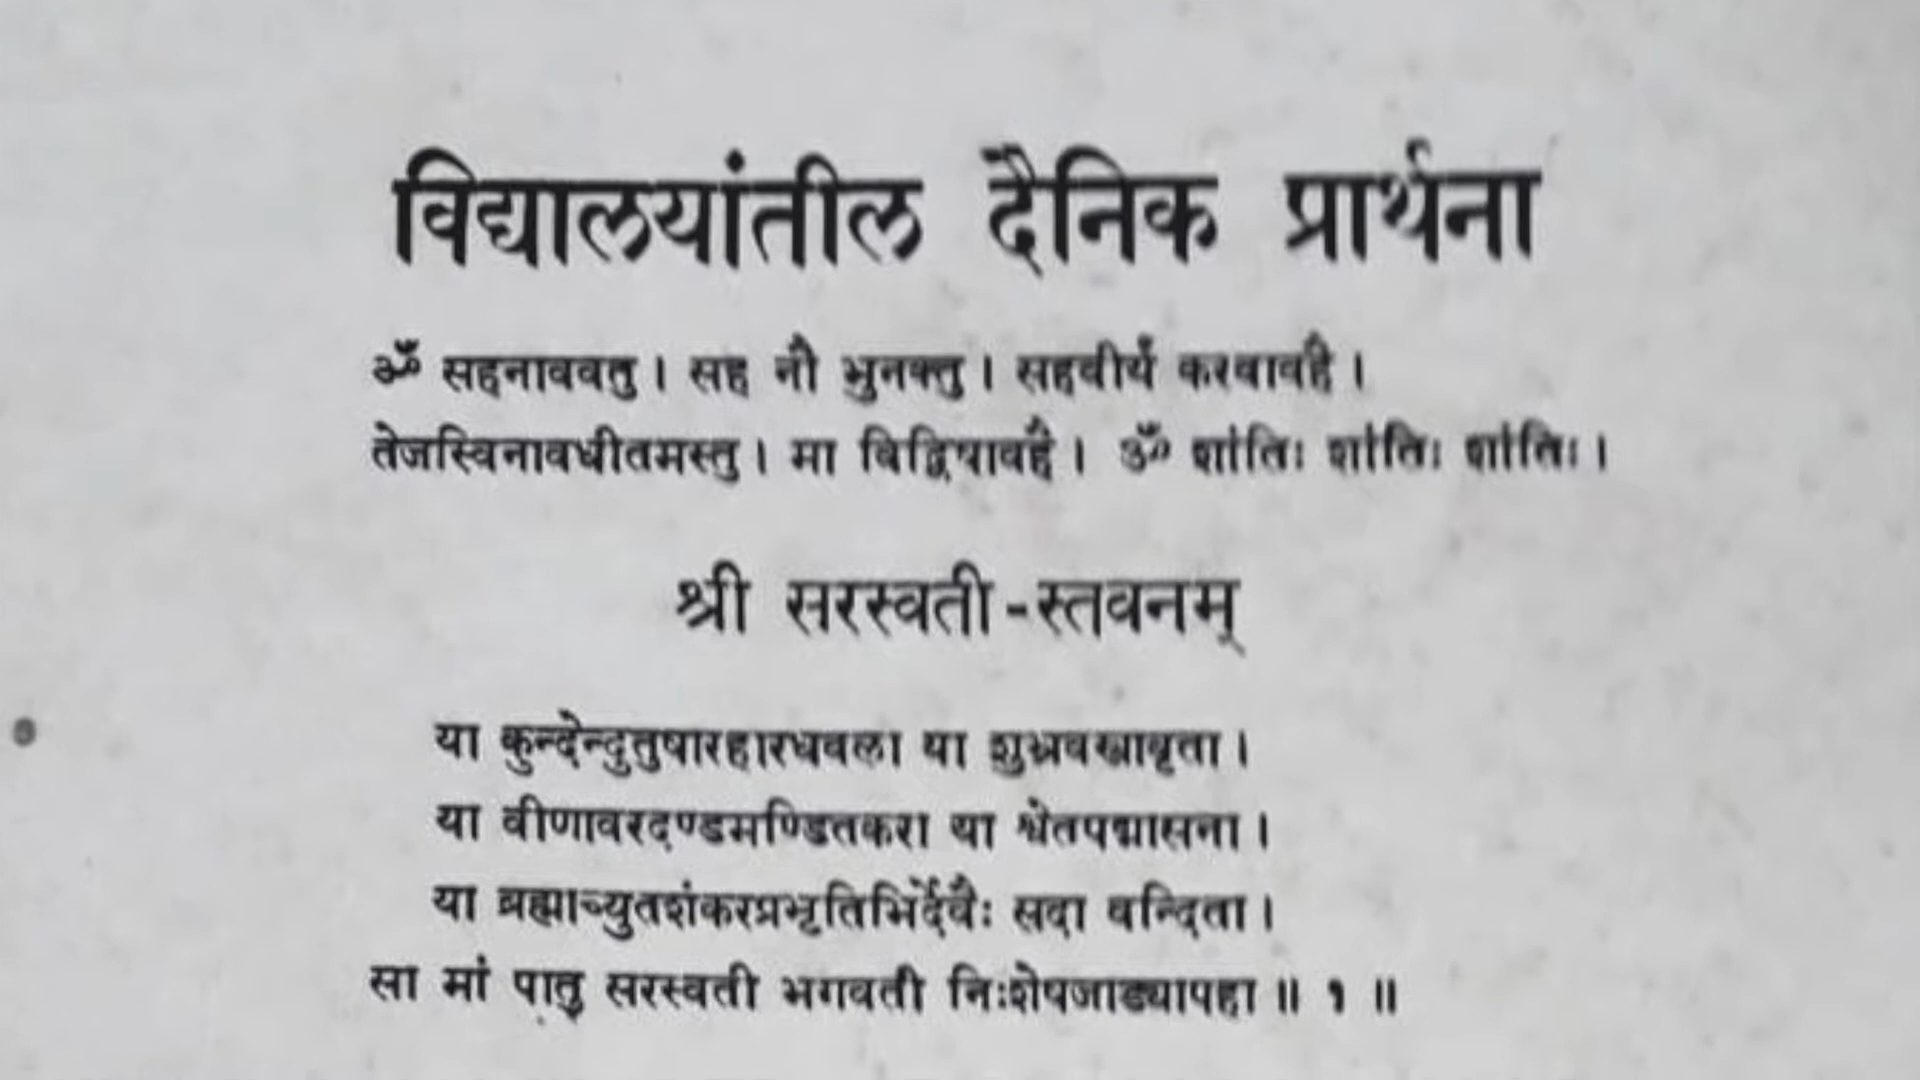 विद्यालयांतील दैनिक प्रार्थना
ॐ सहनाववतु । सह नौ भुनक्तु । सहवीर्यं करवावहै ।
तेजस्विनावधीतमस्तु । मा विद्विषावहै । ॐ शांतिः शांतिः शांतिः ।
श्री सरस्वती-स्तवनम्
या कुन्देन्दुतुषारहारधवला या शुभ्रवस्त्रावृता ।
या वीणावरदण्डमण्डितकरा या श्वेतपद्मासना ।
या ब्रह्माच्युतशंकरप्रभृतिभिर्देवैः सदा वन्दिता ।
सा मां पातु सरस्वती भगवती निःशेषजाड्यापहा ॥ १ ॥